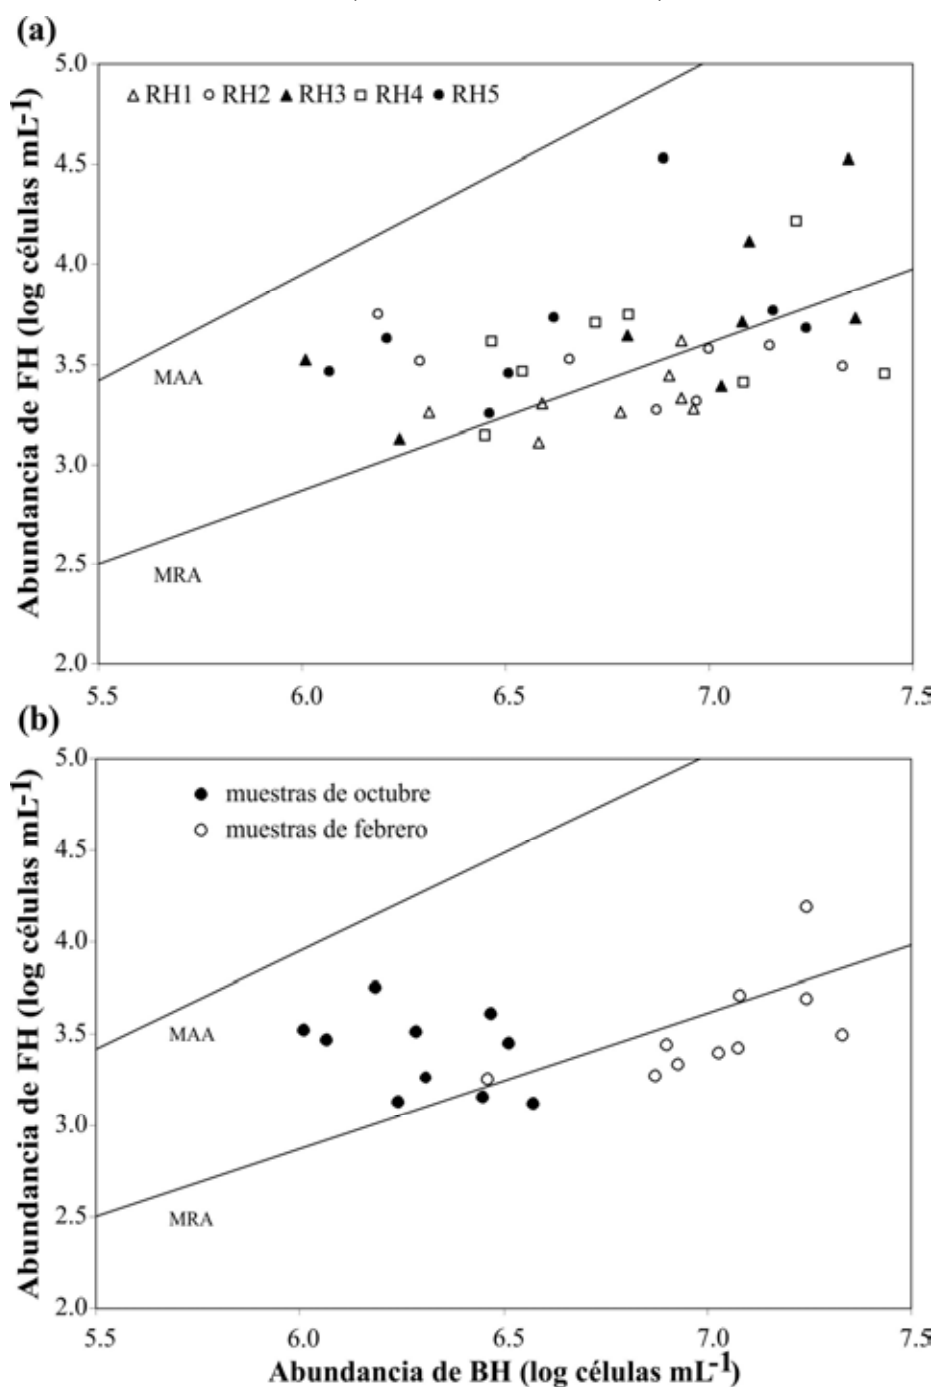 (a)
Abundancia de FH (log células mL-1)
5.0
4.5
4.0
3.5
3.0
2.5
2.0
△ RH1 ○ RH2 ▲ RH3 □ RH4 ● RH5
MAA
MRA
5.5 6.0 6.5 7.0 7.5
(b)
Abundancia de FH (log células mL-1)
5.0
4.5
4.0
3.5
3.0
2.5
2.0
● muestras de octubre
○ muestras de febrero
MAA
MRA
5.5 6.0 6.5 7.0 7.5
Abundancia de BH (log células mL-1)